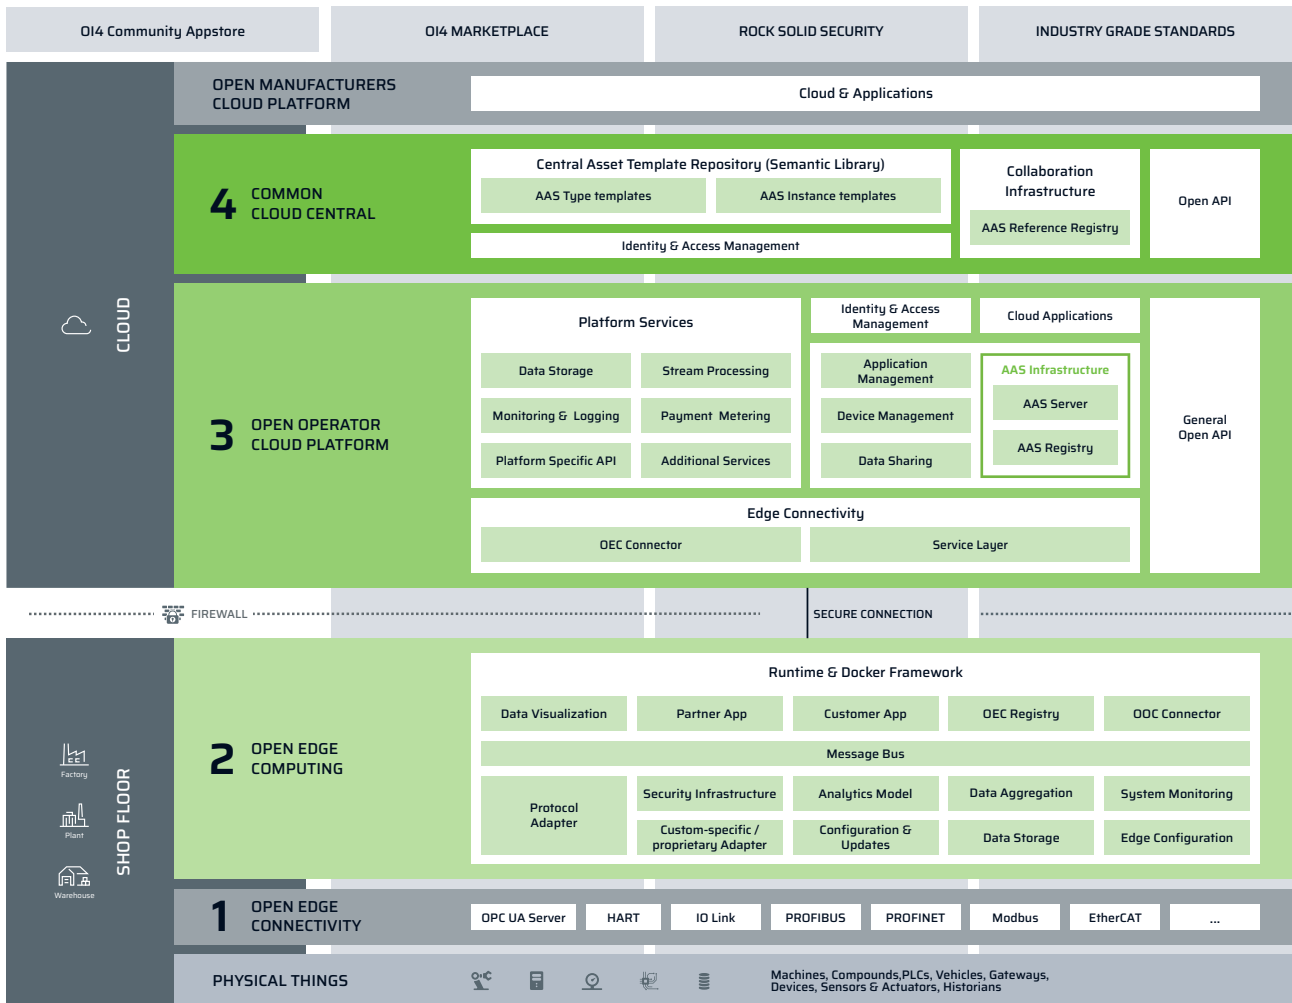 OI4 Community Appstore
OI4 MARKETPLACE
ROCK SOLID SECURITY
INDUSTRY GRADE STANDARDS
OPEN MANUFACTURERS
CLOUD PLATFORM
Cloud & Applications
4
COMMON
CLOUD CENTRAL
Central Asset Template Repository (Semantic Library)
AAS Type templates
AAS Instance templates
Identity & Access Management
Collaboration
Infrastructure
AAS Reference Registry
Open API
CLOUD
3
OPEN OPERATOR
CLOUD PLATFORM
Platform Services
Data Storage
Stream Processing
Monitoring & Logging
Payment Metering
Platform Specific API
Additional Services
Identity & Access
Management
Cloud Applications
Application
Management
Device Management
Data Sharing
AAS Infrastructure
AAS Server
AAS Registry
General
Open API
Edge Connectivity
OEC Connector
Service Layer
FIREWALL
SECURE CONNECTION
SHOP FLOOR
Factory
Plant
Warehouse
2
OPEN EDGE
COMPUTING
Runtime & Docker Framework
Data Visualization
Partner App
Customer App
OEC Registry
OOC Connector
Message Bus
Protocol
Adapter
Security Infrastructure
Analytics Model
Data Aggregation
System Monitoring
Custom-specific /
proprietary Adapter
Configuration &
Updates
Data Storage
Edge Configuration
1
OPEN EDGE
CONNECTIVITY
OPC UA Server
HART
IO Link
PROFIBUS
PROFINET
Modbus
EtherCAT
...
PHYSICAL THINGS
Machines, Compounds,PLCs, Vehicles, Gateways,
Devices, Sensors & Actuators, Historians